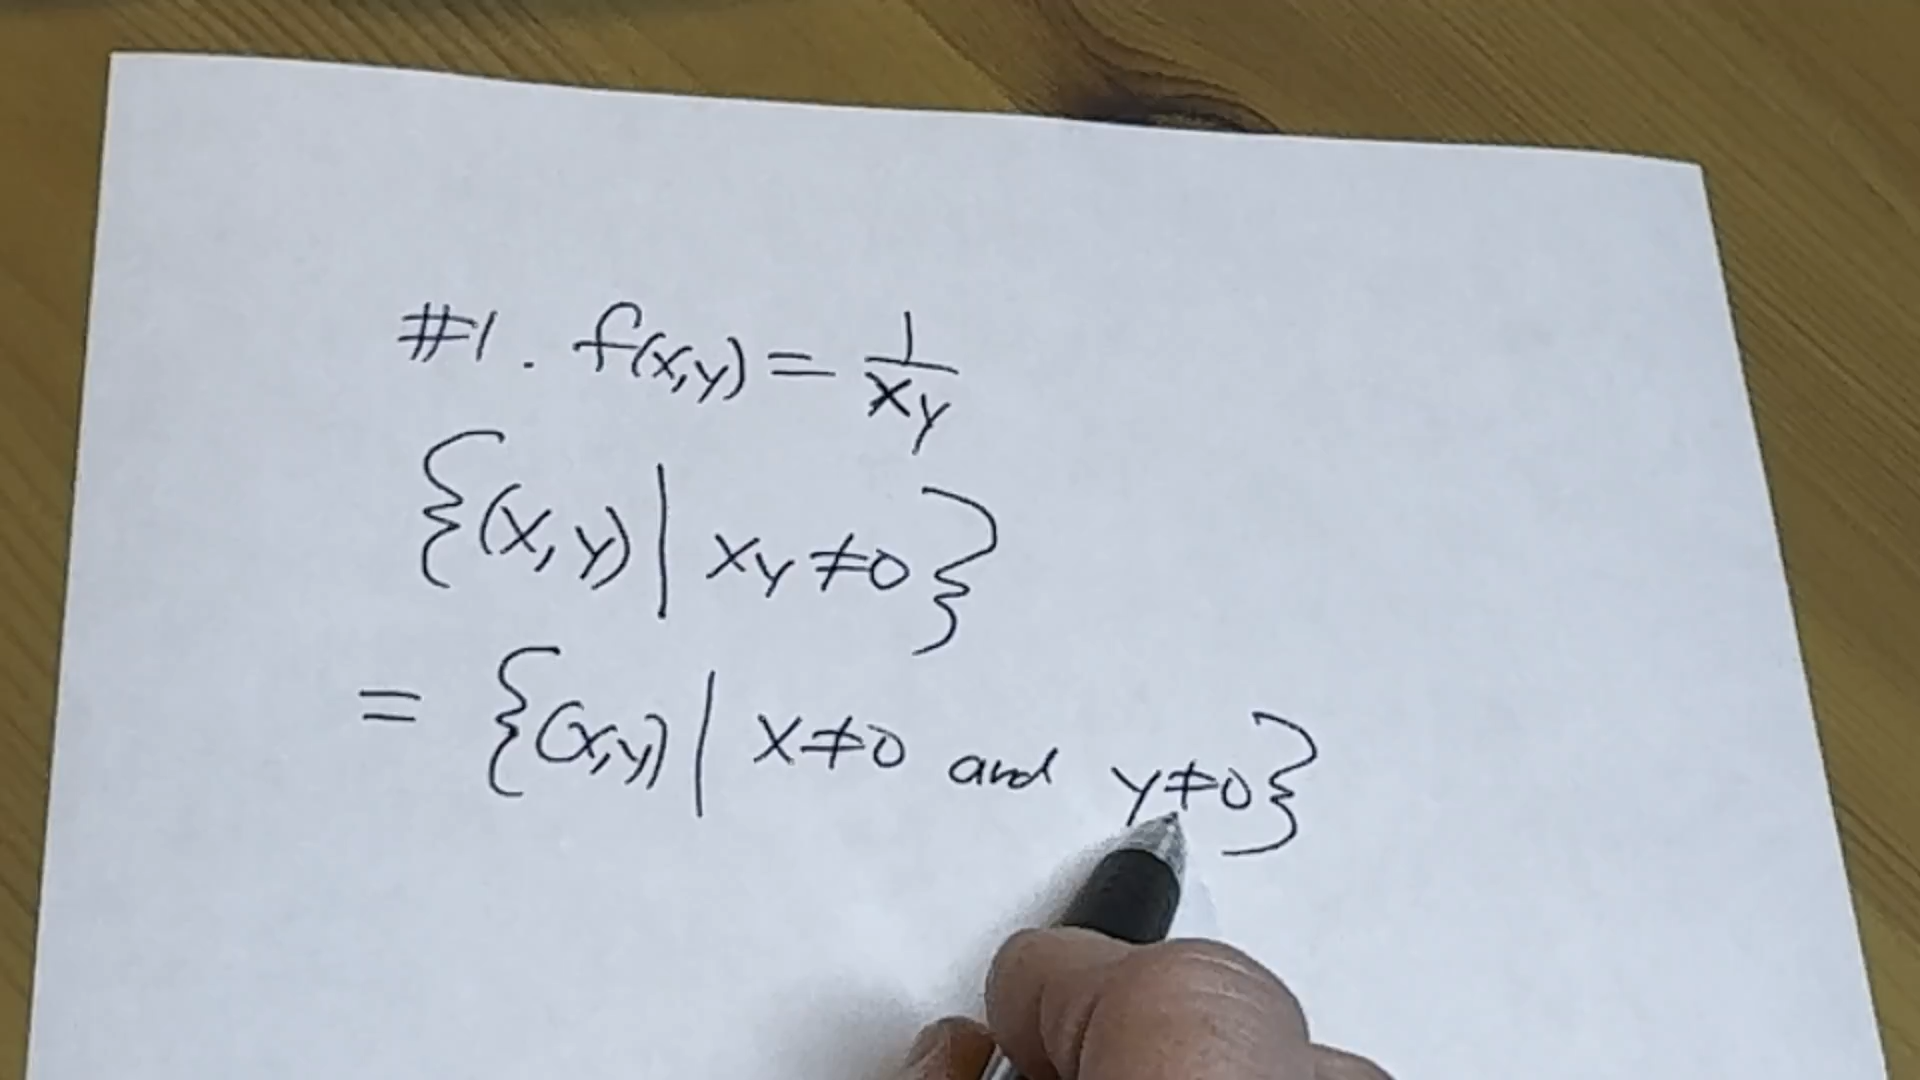 #1. f(x,y) = 1/xy
{(x,y) | xy≠0}
= {(x,y) | x≠0 and y≠0}